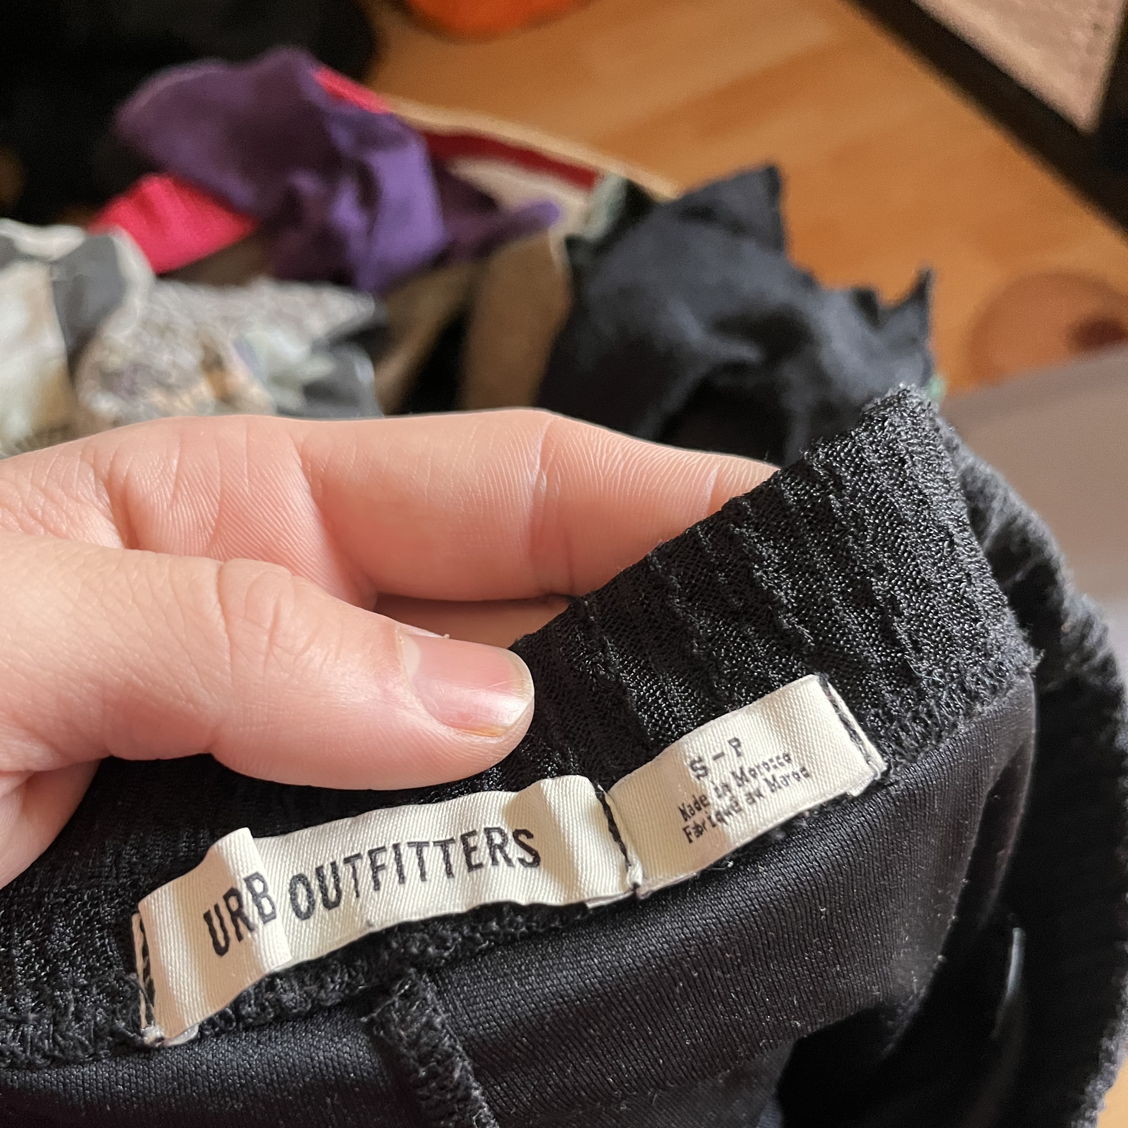 URB OUTFITTERS
S-P
Made in Morocco
Fabriqué au Maroc